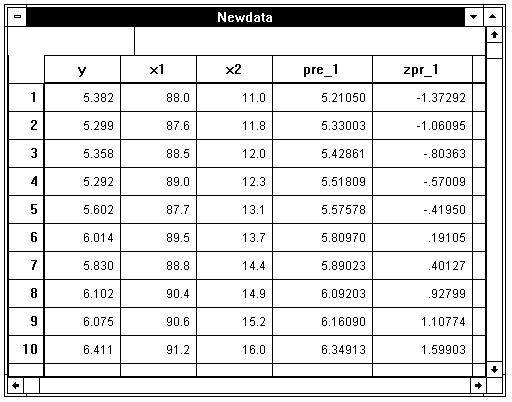 Newdata
y x1 x2 pre_1 zpr_1
1 5.382 88.0 11.0 5.21050 -1.37292
2 5.299 87.6 11.8 5.33003 -1.06095
3 5.358 88.5 12.0 5.42861 -.80363
4 5.292 89.0 12.3 5.51809 -.57009
5 5.602 87.7 13.1 5.57578 -.41950
6 6.014 89.5 13.7 5.80970 .19105
7 5.830 88.8 14.4 5.89023 .40127
8 6.102 90.4 14.9 6.09203 .92799
9 6.075 90.6 15.2 6.16090 1.10774
10 6.411 91.2 16.0 6.34913 1.59903